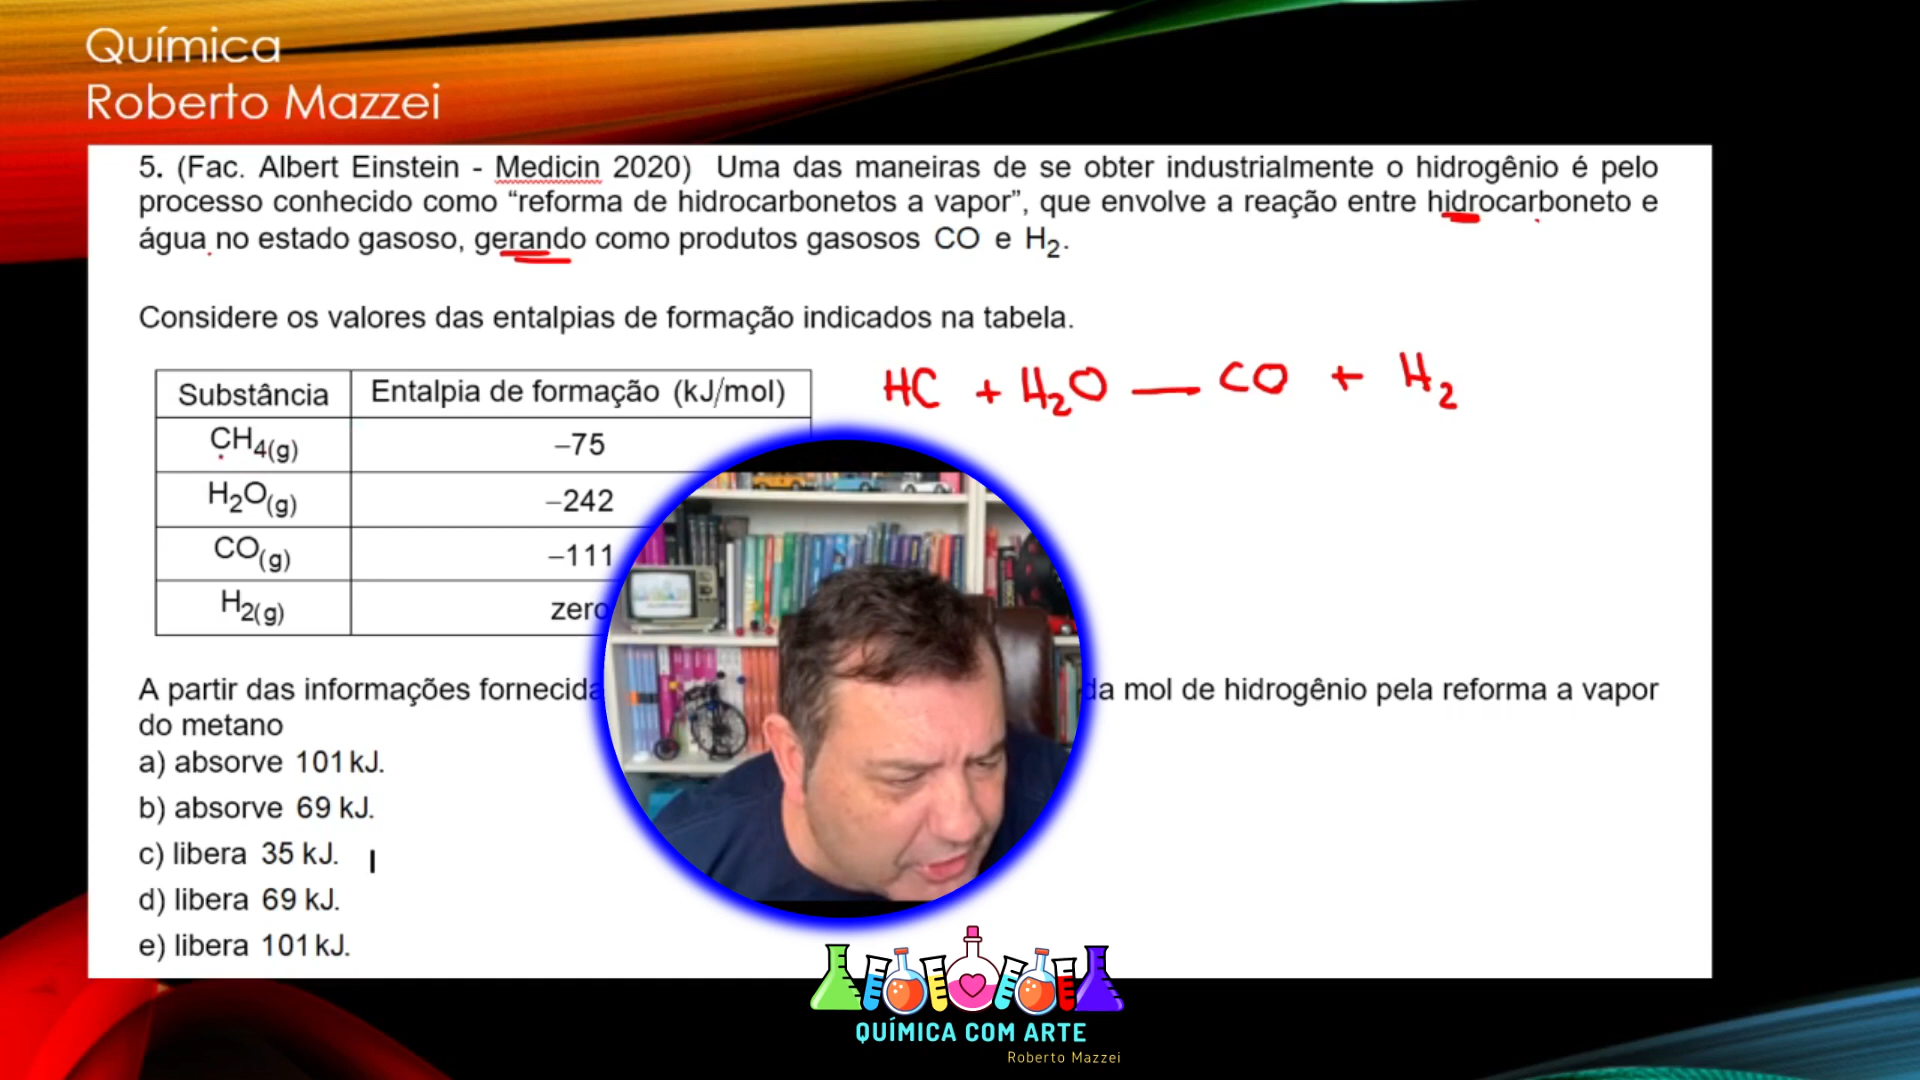 Química
Roberto Mazzei
5. (Fac. Albert Einstein - Medicin 2020) Uma das maneiras de se obter industrialmente o hidrogênio é pelo
processo conhecido como “reforma de hidrocarbonetos a vapor”, que envolve a reação entre hidrocarboneto e
água no estado gasoso, gerando como produtos gasosos CO e H₂.
Considere os valores das entalpias de formação indicados na tabela.
HC + H₂O — CO + H₂
Substância Entalpia de formação (kJ/mol)
CH₄(g) –75
H₂O(g) –242
CO(g) –111
H₂(g) zero
A partir das informações fornecida da mol de hidrogênio pela reforma a vapor
do metano
a) absorve 101 kJ.
b) absorve 69 kJ.
c) libera 35 kJ.
d) libera 69 kJ.
e) libera 101 kJ.
QUÍMICA COM ARTE
Roberto Mazzei